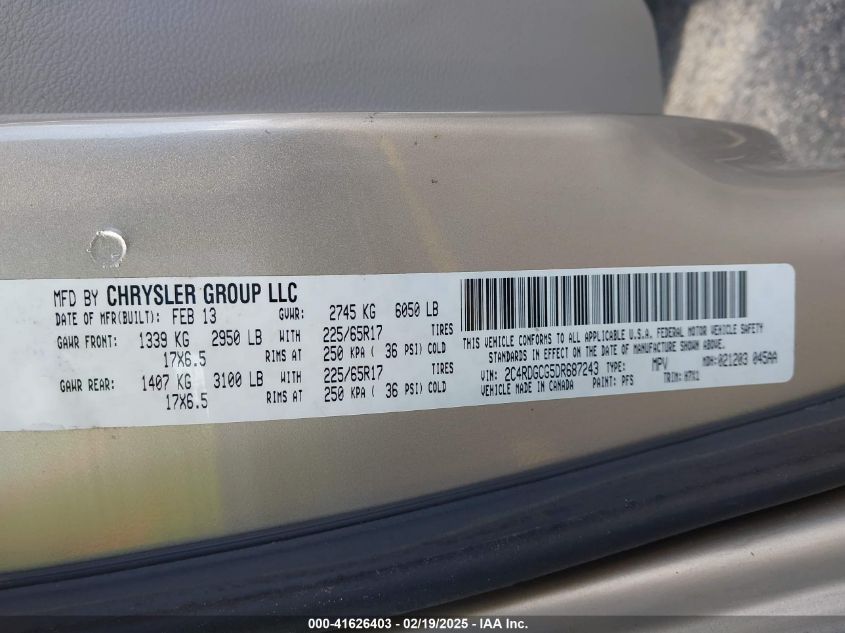 MFD BY CHRYSLER GROUP LLC
DATE OF MFR(BUILT): FEB 13 GVWR: 2745 KG 6050 LB
GAWR FRONT: 1339 KG 2950 LB WITH 225/65R17 TIRES
17X6.5 RIMS AT 250 KPA ( 36 PSI) COLD
GAWR REAR: 1407 KG 3100 LB WITH 225/65R17 TIRES
17X6.5 RIMS AT 250 KPA ( 36 PSI) COLD
THIS VEHICLE CONFORMS TO ALL APPLICABLE U.S.A. FEDERAL MOTOR VEHICLE SAFETY
STANDARDS IN EFFECT ON THE DATE OF MANUFACTURE SHOWN ABOVE.
VIN: 2C4RDGCG5DR687243 TYPE: MPV MDH: 021203 045AA
VEHICLE MADE IN CANADA PAINT: PFS TRIM:
000-41626403 - 02/19/2025 - IAA Inc.